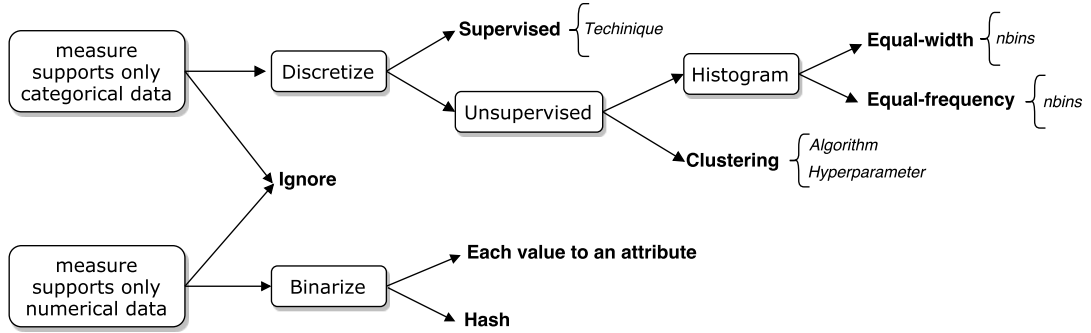 measure
supports only
categorical data
Discretize
Supervised
Techinique
Unsupervised
Histogram
Equal-width
nbins
Equal-frequency
nbins
Clustering
Algorithm
Hyperparameter
Ignore
measure
supports only
numerical data
Binarize
Each value to an attribute
Hash